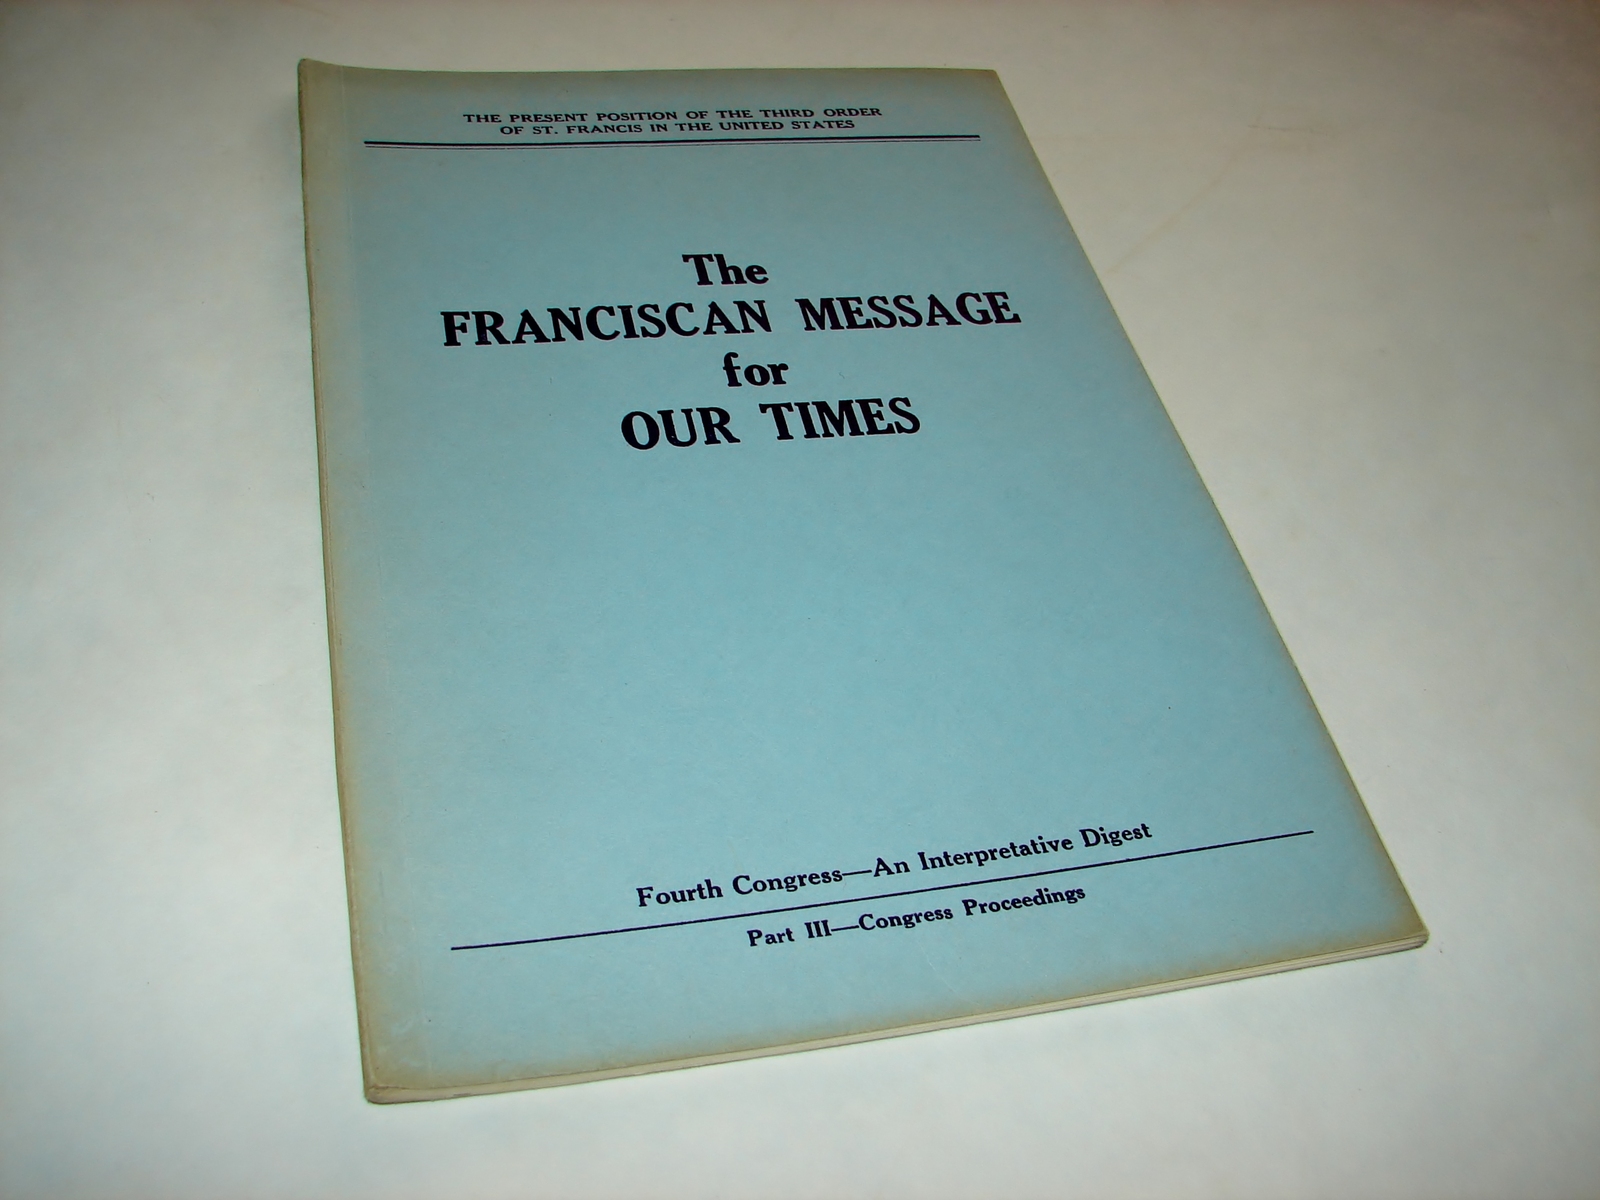 THE PRESENT POSITION OF THE THIRD ORDER
OF ST. FRANCIS IN THE UNITED STATES
The
FRANCISCAN MESSAGE
for
OUR TIMES
Fourth Congress—An Interpretative Digest
Part III—Congress Proceedings